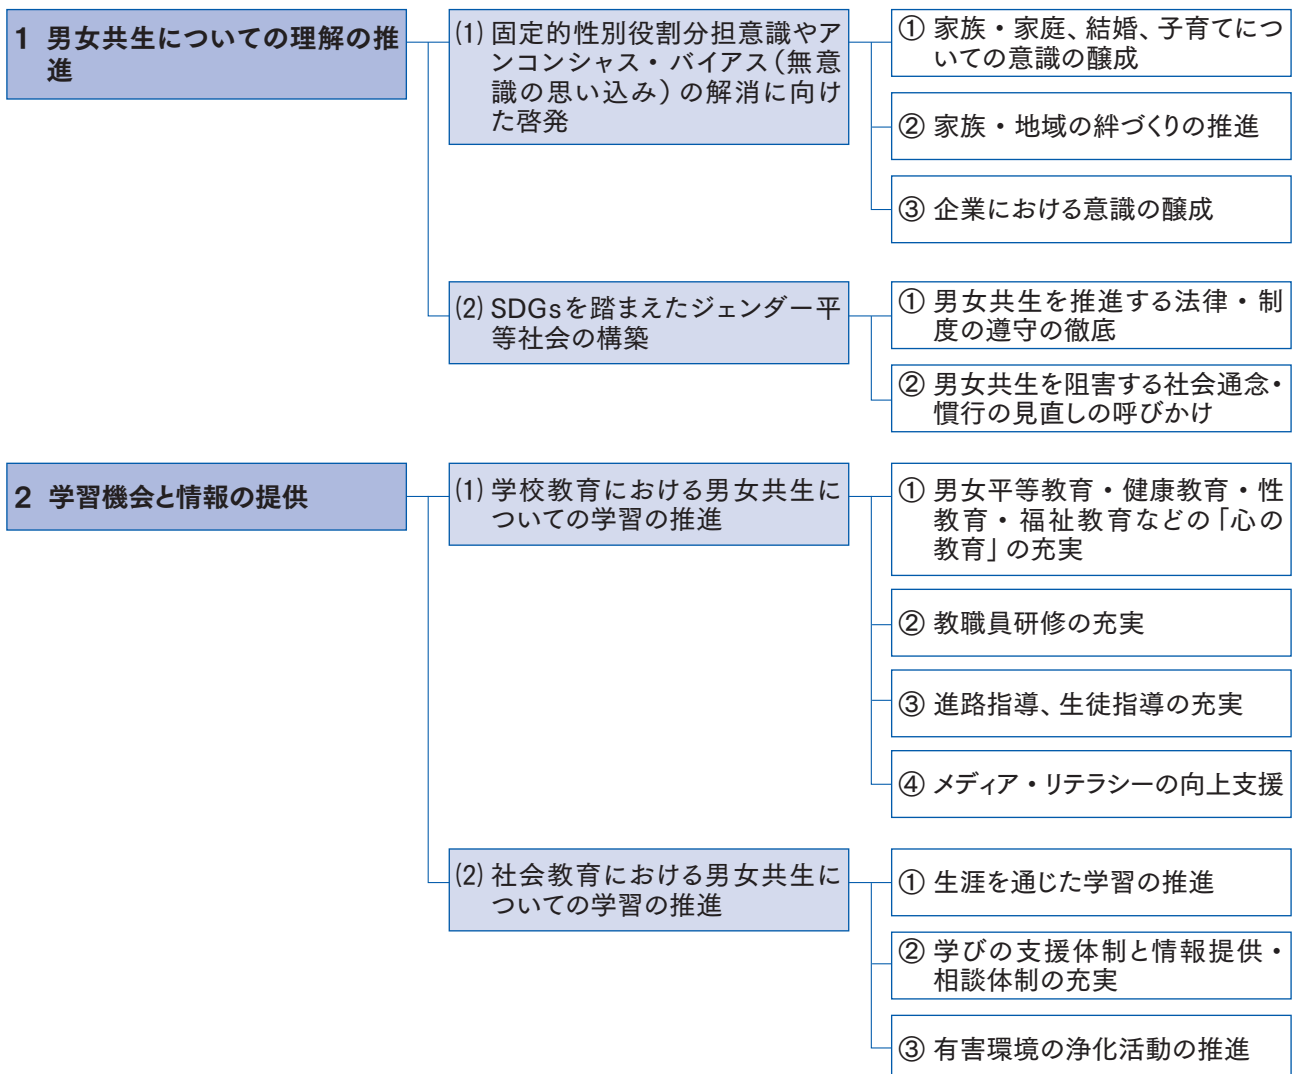 1 男女共生についての理解の推
進
(1) 固定的性別役割分担意識やア
ンコンシャス・バイアス(無意
識の思い込み)の解消に向け
た啓発
① 家族・家庭、結婚、子育てにつ
いての意識の醸成
② 家族・地域の絆づくりの推進
③ 企業における意識の醸成
(2) SDGsを踏まえたジェンダー平
等社会の構築
① 男女共生を推進する法律・制
度の遵守の徹底
② 男女共生を阻害する社会通念・
慣行の見直しの呼びかけ
2 学習機会と情報の提供
(1) 学校教育における男女共生に
ついての学習の推進
① 男女平等教育・健康教育・性
教育・福祉教育などの「心の
教育」の充実
② 教職員研修の充実
③ 進路指導、生徒指導の充実
④ メディア・リテラシーの向上支援
(2) 社会教育における男女共生に
ついての学習の推進
① 生涯を通じた学習の推進
② 学びの支援体制と情報提供・
相談体制の充実
③ 有害環境の浄化活動の推進